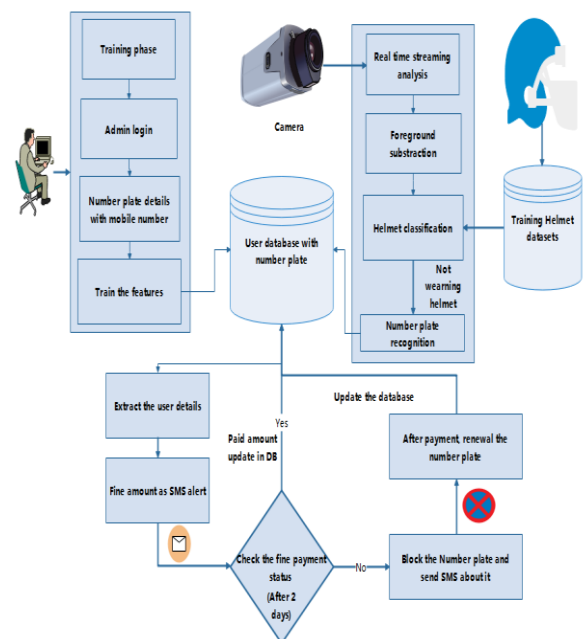 Training phase
Admin login
Number plate details
with mobile number
Train the features
Camera
User database with
number plate
Real time streaming
analysis
Foreground
substraction
Helmet classification
Not
wearning
helmet
Number plate
recognition
Training Helmet
datasets
Extract the user details
Fine amount as SMS alert
Yes
Paid amount
update in DB
Check the fine payment
status
(After 2
days)
No
Update the database
After payment, renewal the
number plate
Block the Number plate and
send SMS about it